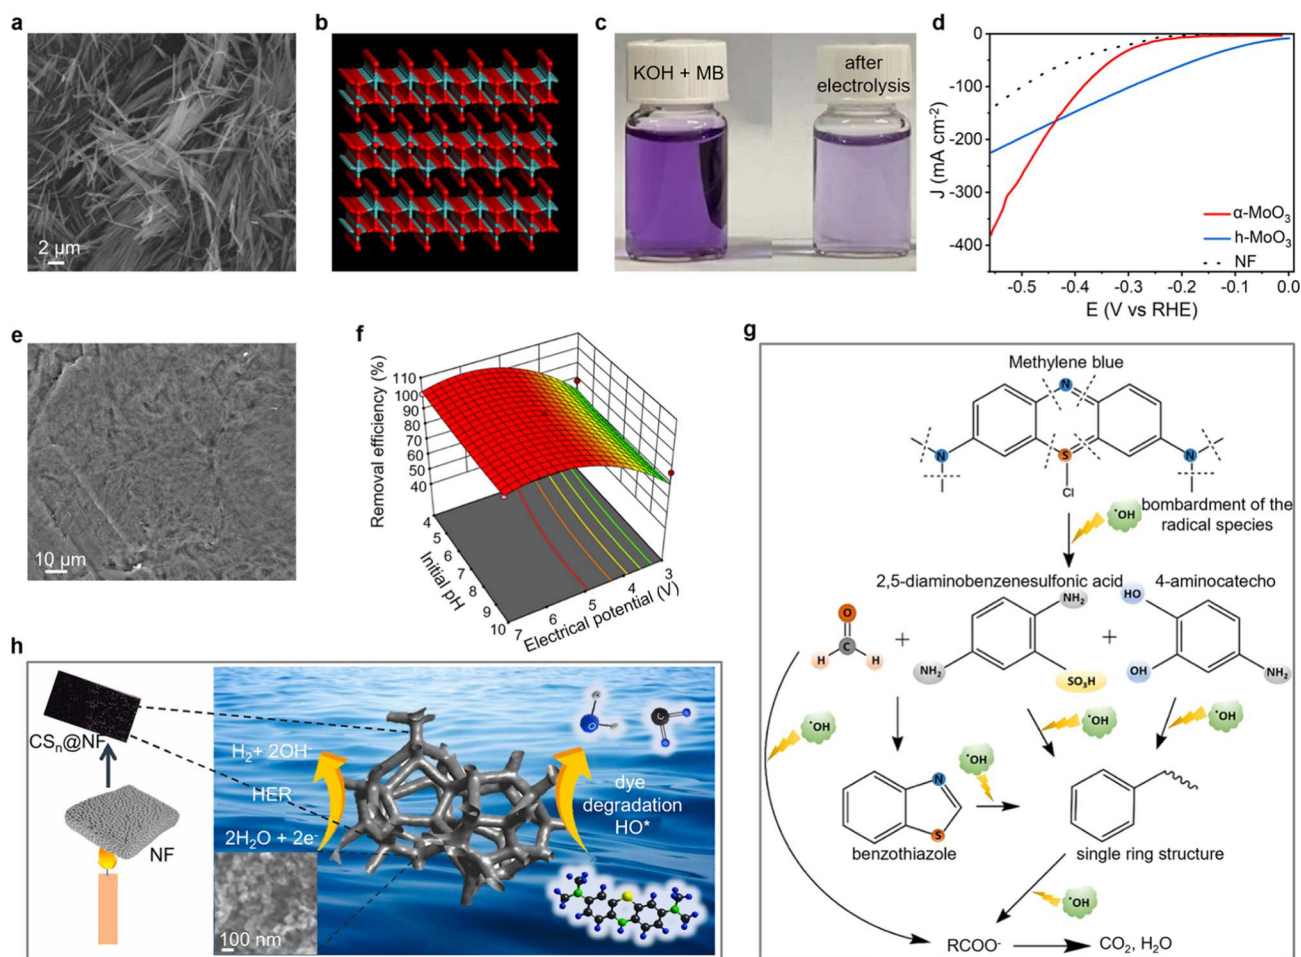 a
2 μm
b
c
KOH + MB
after
electrolysis
d
0
-100
-200
-300
-400
J (mA cm⁻²)
α-MoO₃
h-MoO₃
NF
-0.5
-0.4
-0.3
-0.2
-0.1
0.0
E (V vs RHE)
e
10 μm
f
Removal efficiency (%)
110
100
90
80
70
60
50
40
4
5
6
7
8
9
10
Initial pH
7
6
5
4
3
Electrical potential (V)
g
Methylene blue
N
N
S
N
Cl
•OH
bombardment of the
radical species
2,5-diaminobenzenesulfonic acid
4-aminocatecho
O
C
H
H
+
NH₂
NH₂
SO₃H
+
HO
OH
NH₂
•OH
•OH
•OH
•OH
N
S
benzothiazole
single ring structure
•OH
RCOO⁻
CO₂, H₂O
h
CSₙ@NF
NF
H₂+ 2OH⁻
HER
2H₂O + 2e⁻
100 nm
dye
degradation
HO*